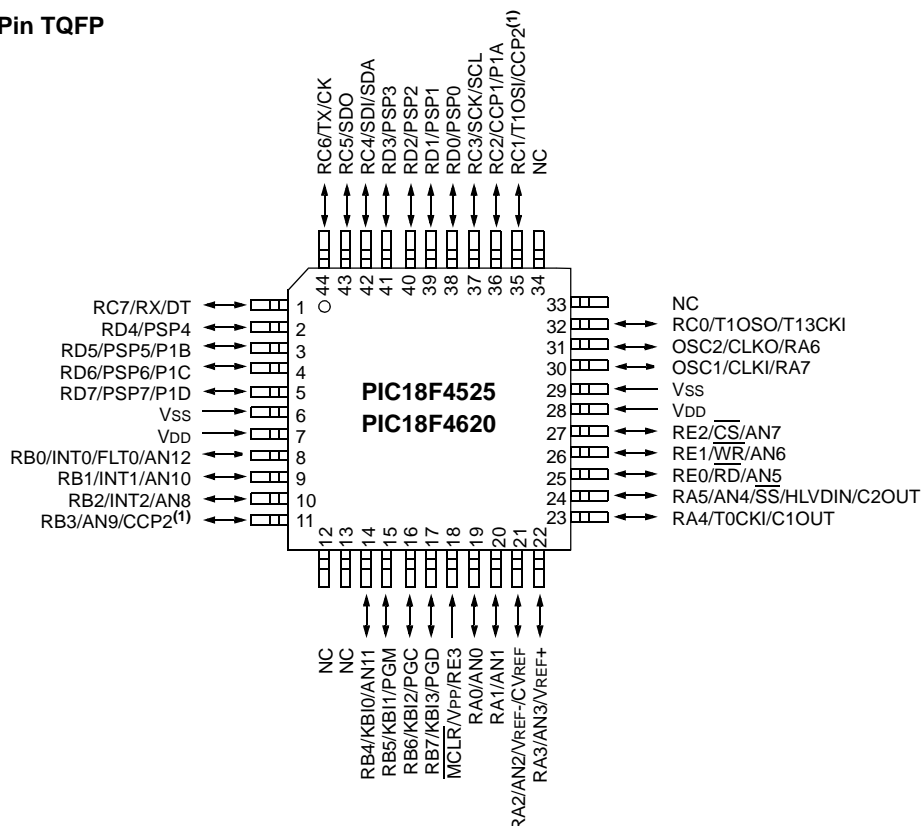 Pin TQFP
RC6/TX/CK
RC5/SDO
RC4/SDI/SDA
RD3/PSP3
RD2/PSP2
RD1/PSP1
RD0/PSP0
RC3/SCK/SCL
RC2/CCP1/P1A
RC1/T1OSI/CCP2(1)
NC
44
43
42
41
40
39
38
37
36
35
34
RC7/RX/DT 1
RD4/PSP4 2
RD5/PSP5/P1B 3
RD6/PSP6/P1C 4
RD7/PSP7/P1D 5
VSS 6
VDD 7
RB0/INT0/FLT0/AN12 8
RB1/INT1/AN10 9
RB2/INT2/AN8 10
RB3/AN9/CCP2(1) 11
PIC18F4525
PIC18F4620
33 NC
32 RC0/T1OSO/T13CKI
31 OSC2/CLKO/RA6
30 OSC1/CLKI/RA7
29 VSS
28 VDD
27 RE2/CS/AN7
26 RE1/WR/AN6
25 RE0/RD/AN5
24 RA5/AN4/SS/HLVDIN/C2OUT
23 RA4/T0CKI/C1OUT
12
13
14
15
16
17
18
19
20
21
22
NC
NC
RB4/KBI0/AN11
RB5/KBI1/PGM
RB6/KBI2/PGC
RB7/KBI3/PGD
MCLR/VPP/RE3
RA0/AN0
RA1/AN1
RA2/AN2/VREF-/CVREF
RA3/AN3/VREF+